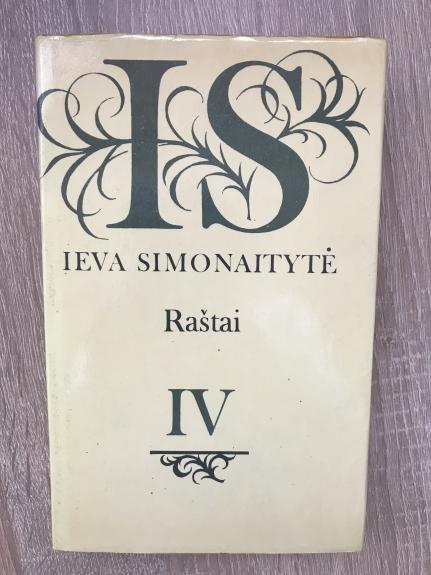 IS
IEVA SIMONAITYTĖ
Raštai
IV